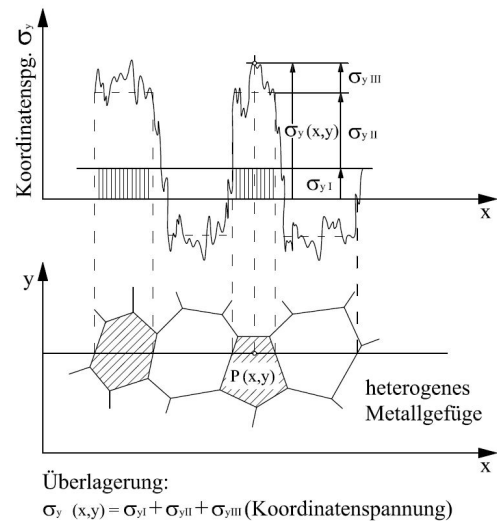 Koordinatenspg. σy
σy III
σy(x,y)
σy II
σy I
x
y
P(x,y)
heterogenes
Metallgefüge
x
Überlagerung:
σy (x,y) = σyI + σyII + σyIII (Koordinatenspannung)